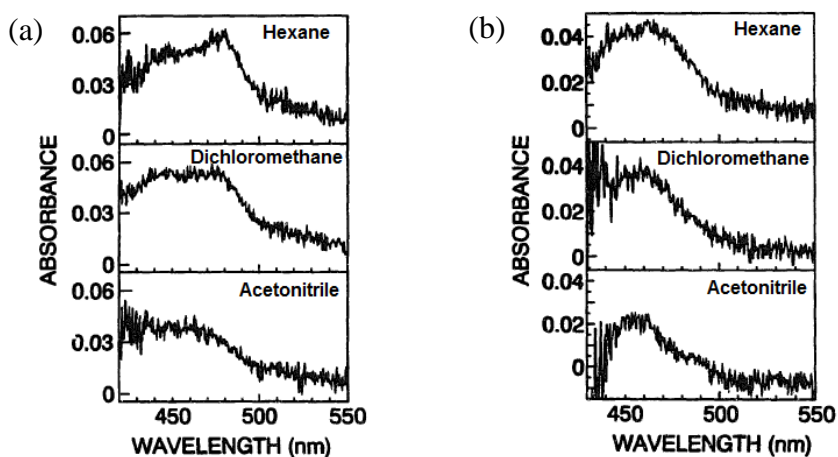 (a)
ABSORBANCE
0.06
0.03
0
Hexane
0.06
0.03
0
Dichloromethane
0.06
0.03
0
Acetonitrile
450 500 550
WAVELENGTH (nm)
(b)
ABSORBANCE
0.04
0.02
0
Hexane
0.04
0.02
0
Dichloromethane
0.04
0.02
0
Acetonitrile
450 500 550
WAVELENGTH (nm)